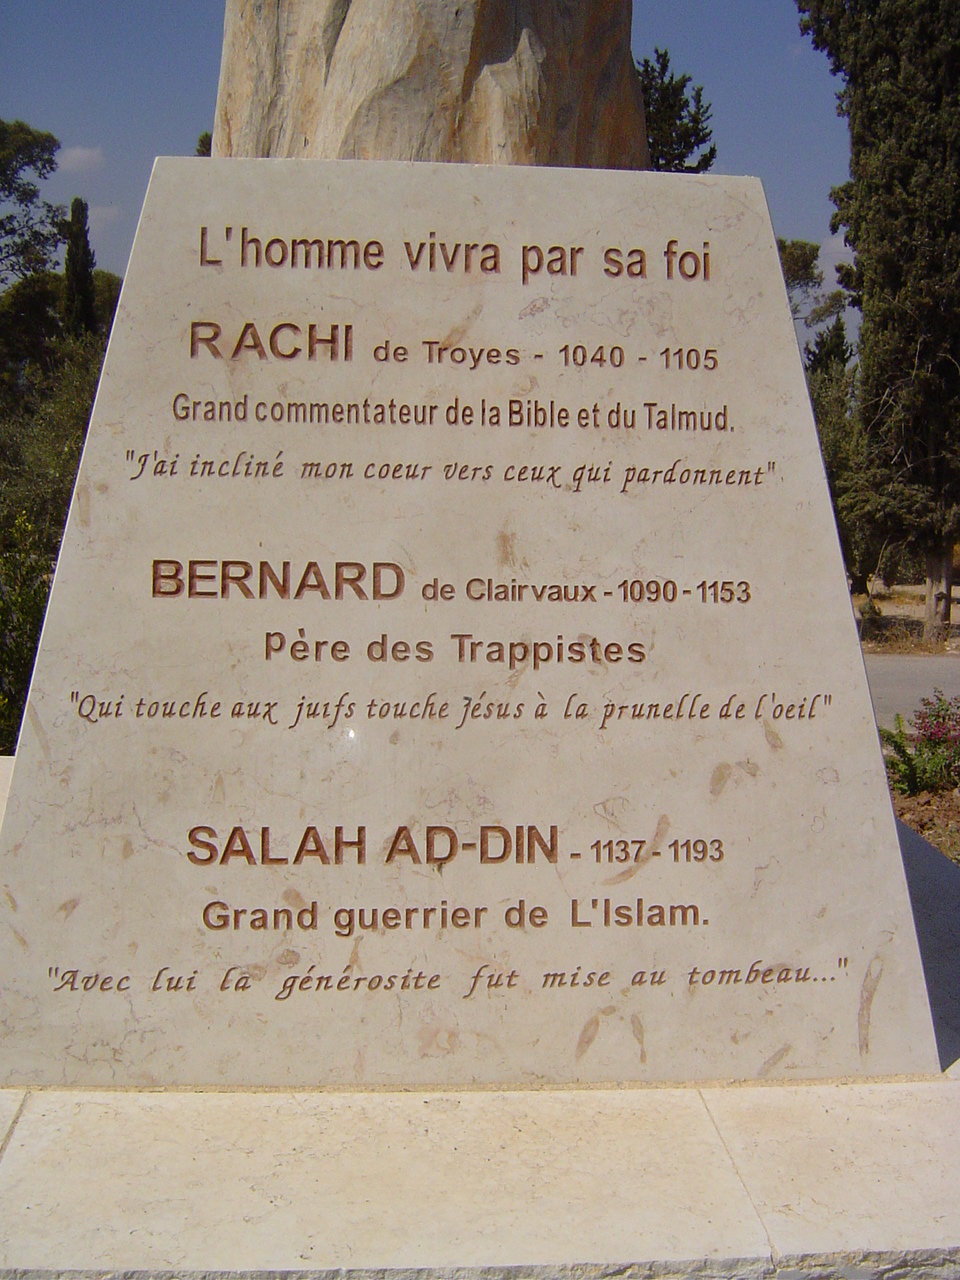 L'homme vivra par sa foi
RACHI de Troyes - 1040 - 1105
Grand commentateur de la Bible et du Talmud.
"J'ai incliné mon coeur vers ceux qui pardonnent"
BERNARD de Clairvaux - 1090 - 1153
père des Trappistes
"Qui touche aux juifs touche Jésus à la prunelle de l'oeil"
SALAH AD-DIN - 1137 - 1193
Grand guerrier de L'Islam.
"Avec lui la générosite fut mise au tombeau..."